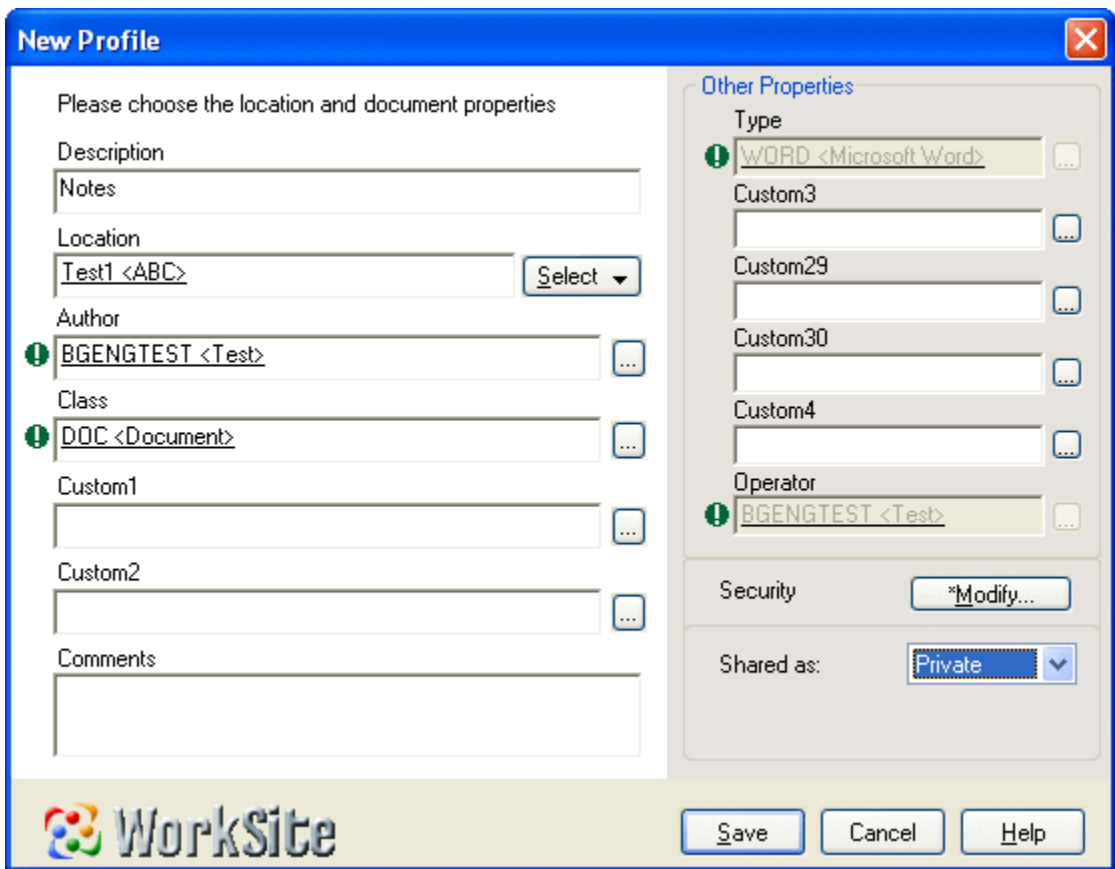 New Profile
Please choose the location and document properties
Description
Notes
Location
Test1 <ABC>
Select
Author
BGENGTEST <Test>
...
Class
DOC <Document>
...
Custom1
...
Custom2
...
Comments
Other Properties
Type
WORD <Microsoft Word>
...
Custom3
...
Custom29
...
Custom30
...
Custom4
...
Operator
BGENGTEST <Test>
...
Security
*Modify...
Shared as:
Private
WorkSite
Save
Cancel
Help